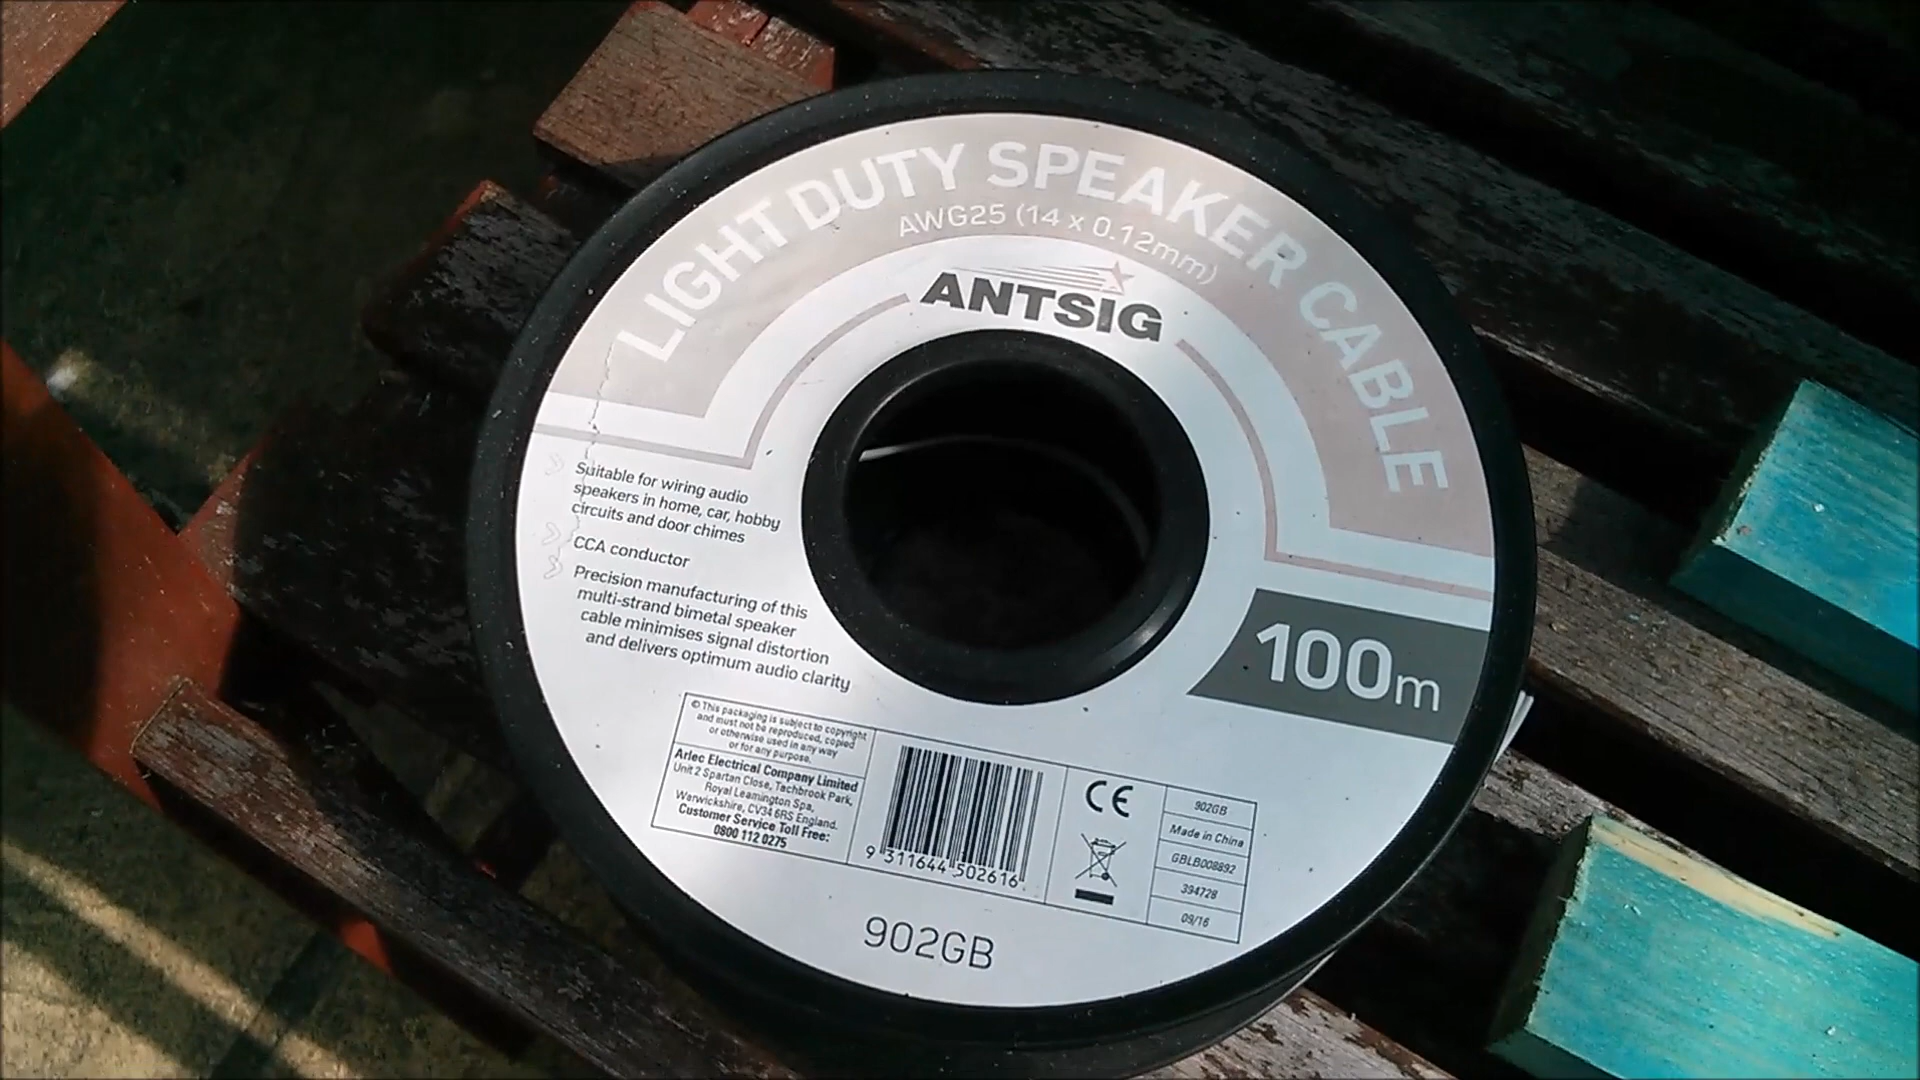 LIGHT DUTY SPEAKER CABLE
AWG25 (14 x 0.12mm)
ANTSIG
Suitable for wiring audio
speakers in home, car, hobby
circuits and door chimes
CCA conductor
Precision manufacturing of this
multi-strand bimetal speaker
cable minimises signal distortion
and delivers optimum audio clarity
100m
© This packaging is subject to copyright
and must not be reproduced, copied
or otherwise used in any way
or for any purpose.
Arlec Electrical Company Limited
Unit 2 Spartan Close, Tachbrook Park,
Royal Leamington Spa,
Warwickshire, CV34 6RS England.
Customer Service Toll Free:
0800 112 0275
9 311644 502616
CE
902GB
Made in China
GBLB008892
394728
09/16
902GB